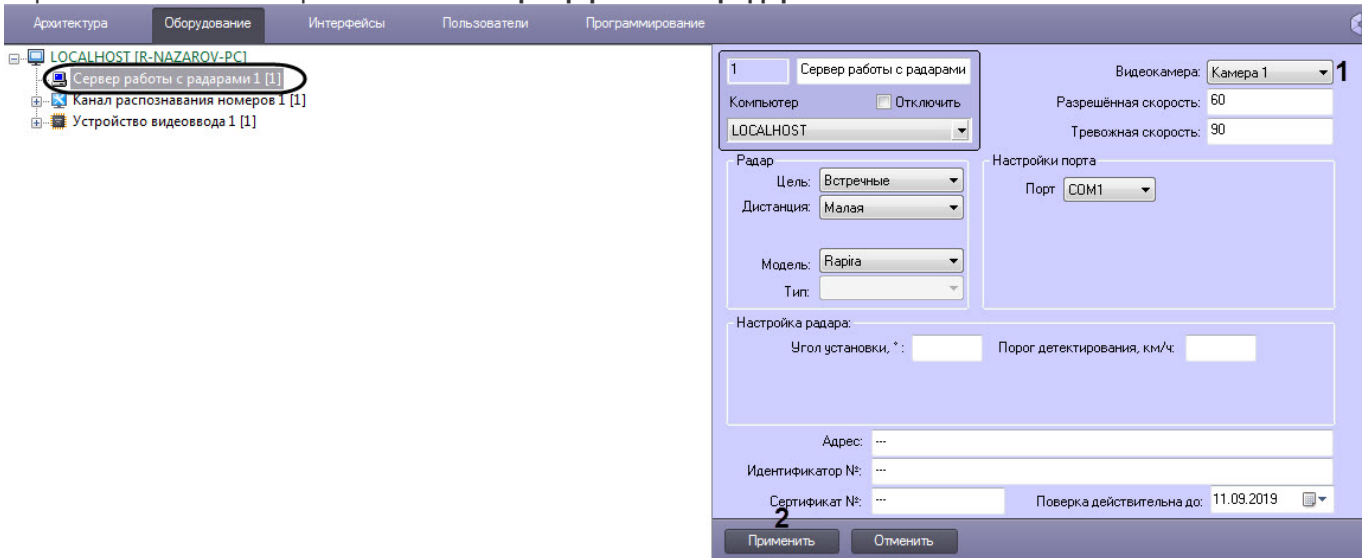 Архитектура Оборудование Интерфейсы Пользователи Программирование
LOCALHOST [R-NAZAROV-PC]
Сервер работы с радарами 1 [1]
Канал распознавания номеров 1 [1]
Устройство видеоввода 1 [1]
1 Сервер работы с радарами
Компьютер Отключить
LOCALHOST
Видеокамера: Камера 1 1
Разрешённая скорость: 60
Тревожная скорость: 90
Радар
Цель: Встречные
Дистанция: Малая
Модель: Rapira
Тип:
Настройки порта
Порт COM1
Настройка радара:
Угол установки, ° : Порог детектирования, км/ч:
Адрес: ---
Идентификатор №: ---
Сертификат №: --- Поверка действительна до: 11.09.2019
2
Применить Отменить